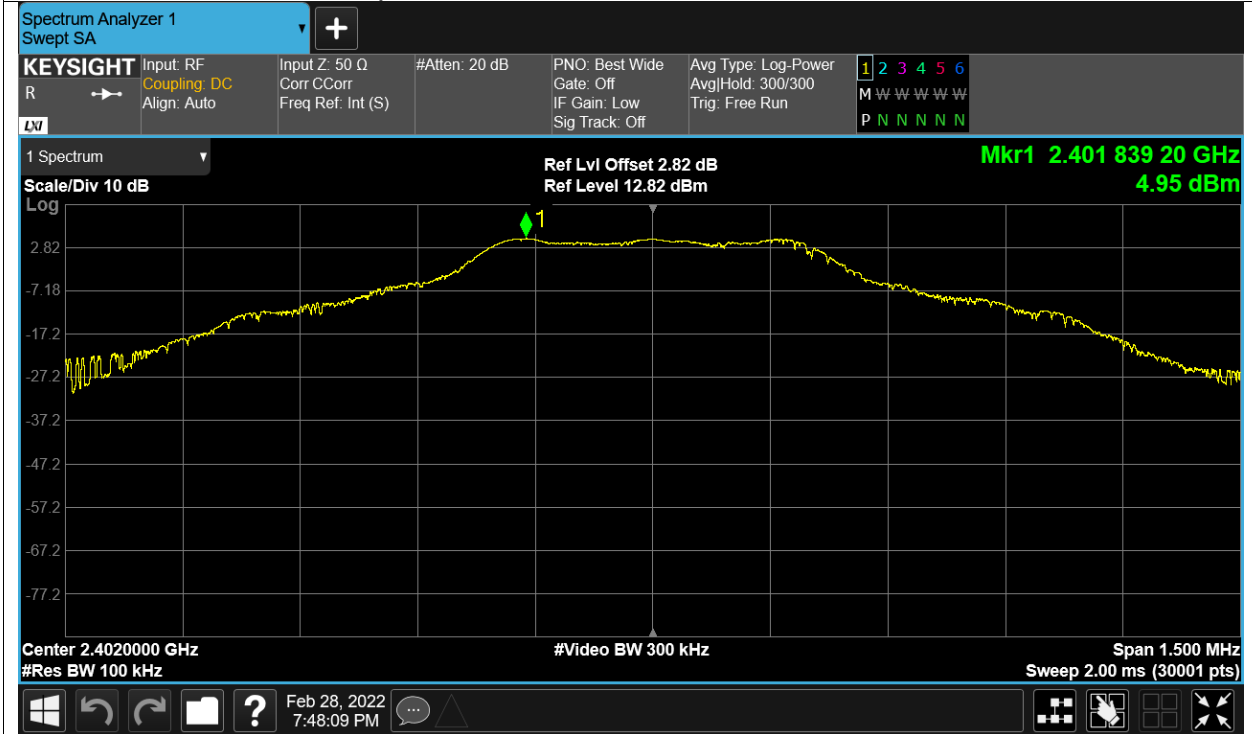 Spectrum Analyzer 1
Swept SA
+
KEYSIGHT
R
LXI
Input: RF
Coupling: DC
Align: Auto
Input Z: 50 Ω
Corr CCorr
Freq Ref: Int (S)
#Atten: 20 dB
PNO: Best Wide
Gate: Off
IF Gain: Low
Sig Track: Off
Avg Type: Log-Power
Avg|Hold: 300/300
Trig: Free Run
1 2 3 4 5 6
M W W W W W
P N N N N N
1 Spectrum
Scale/Div 10 dB
Log
Ref Lvl Offset 2.82 dB
Ref Level 12.82 dBm
Mkr1 2.401 839 20 GHz
4.95 dBm
1
2.82
-7.18
-17.2
-27.2
-37.2
-47.2
-57.2
-67.2
-77.2
Center 2.4020000 GHz
#Res BW 100 kHz
#Video BW 300 kHz
Span 1.500 MHz
Sweep 2.00 ms (30001 pts)
?
Feb 28, 2022
7:48:09 PM